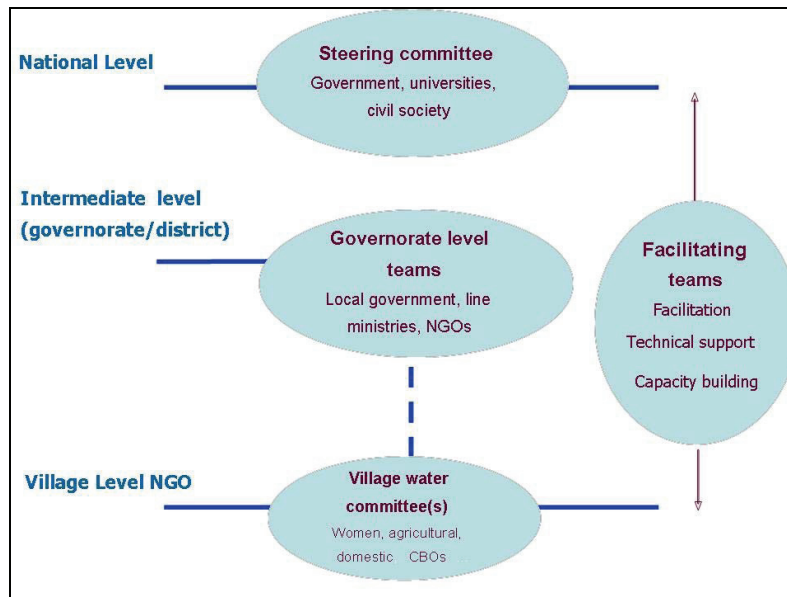 National Level
Steering committee
Government, universities,
civil society
Intermediate level
(governorate/district)
Governorate level
teams
Local government, line
ministries, NGOs
Facilitating
teams
Facilitation
Technical support
Capacity building
Village Level NGO
Village water
committee(s)
Women, agricultural,
domestic CBOs